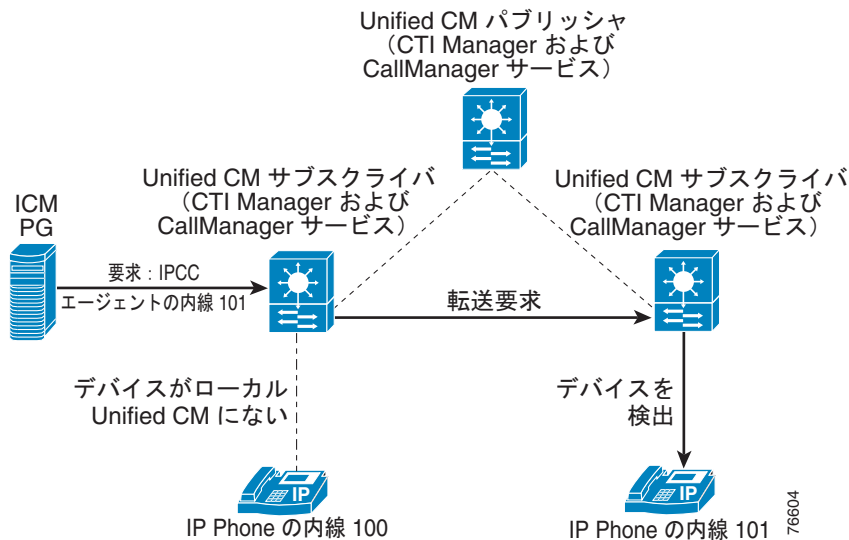 Unified CM パブリッシャ
（CTI Manager および
CallManager サービス）
Unified CM サブスクライバ
（CTI Manager および
CallManager サービス）
Unified CM サブスクライバ
（CTI Manager および
CallManager サービス）
ICM
PG
要求：IPCC
エージェントの内線 101
転送要求
デバイスがローカル
Unified CM にない
デバイスを
検出
IP
IP
IP Phone の内線 100
IP Phone の内線 101
76604